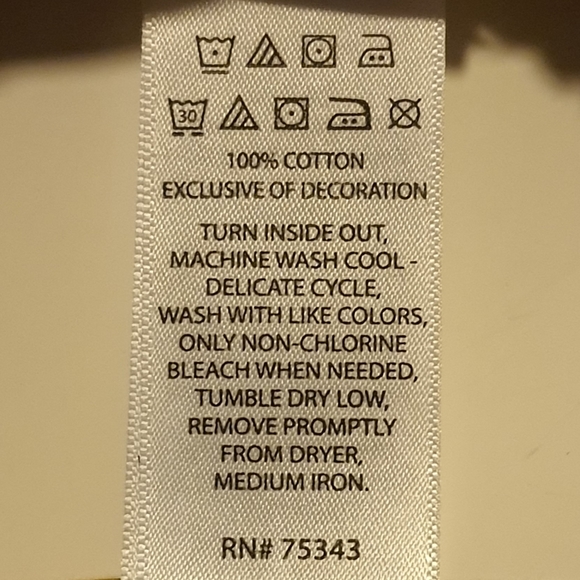 30
100% COTTON
EXCLUSIVE OF DECORATION
TURN INSIDE OUT,
MACHINE WASH COOL -
DELICATE CYCLE,
WASH WITH LIKE COLORS,
ONLY NON-CHLORINE
BLEACH WHEN NEEDED,
TUMBLE DRY LOW,
REMOVE PROMPTLY
FROM DRYER,
MEDIUM IRON.
RN# 75343